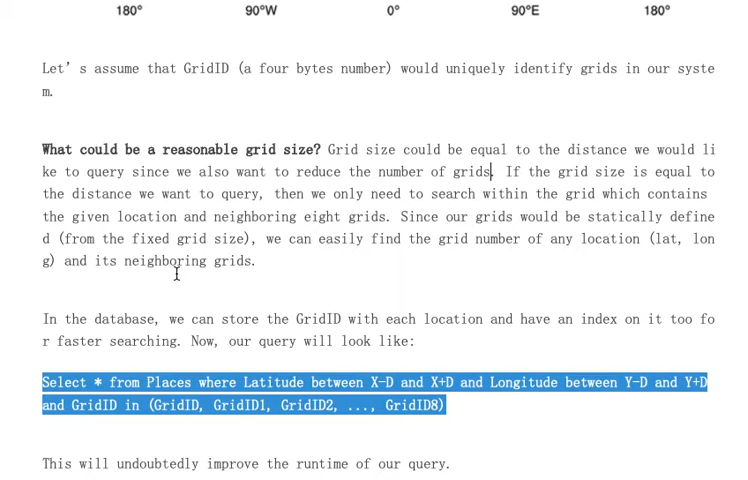 180° 90°W 0° 90°E 180°
Let’s assume that GridID (a four bytes number) would uniquely identify grids in our syste
m.
What could be a reasonable grid size? Grid size could be equal to the distance we would li
ke to query since we also want to reduce the number of grids. If the grid size is equal to
the distance we want to query, then we only need to search within the grid which contains
the given location and neighboring eight grids. Since our grids would be statically define
d (from the fixed grid size), we can easily find the grid number of any location (lat, lon
g) and its neighboring grids.
In the database, we can store the GridID with each location and have an index on it too fo
r faster searching. Now, our query will look like:
Select * from Places where Latitude between X-D and X+D and Longitude between Y-D and Y+D
and GridID in (GridID, GridID1, GridID2, ..., GridID8)
This will undoubtedly improve the runtime of our query.